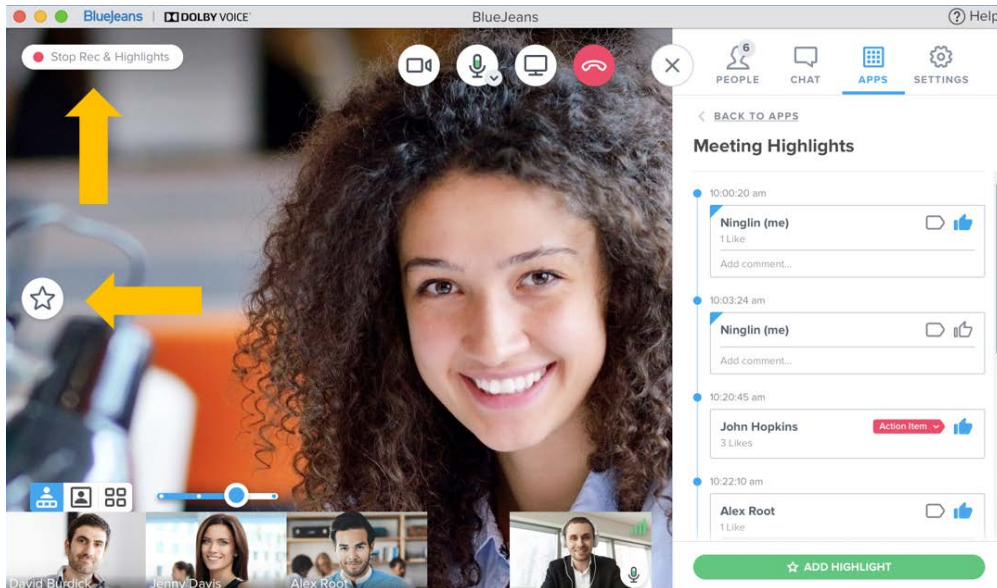 BlueJeans | DOLBY VOICE
BlueJeans
? Help
Stop Rec & Highlights
6
PEOPLE
CHAT
APPS
SETTINGS
< BACK TO APPS
Meeting Highlights
10:00:20 am
Ninglin (me)
1 Like
Add comment...
10:03:24 am
Ninglin (me)
Add comment...
10:20:45 am
John Hopkins
Action Item
3 Likes
10:22:10 am
Alex Root
1 Like
ADD HIGHLIGHT
David Burdick
Jenny Davis
Alex Root